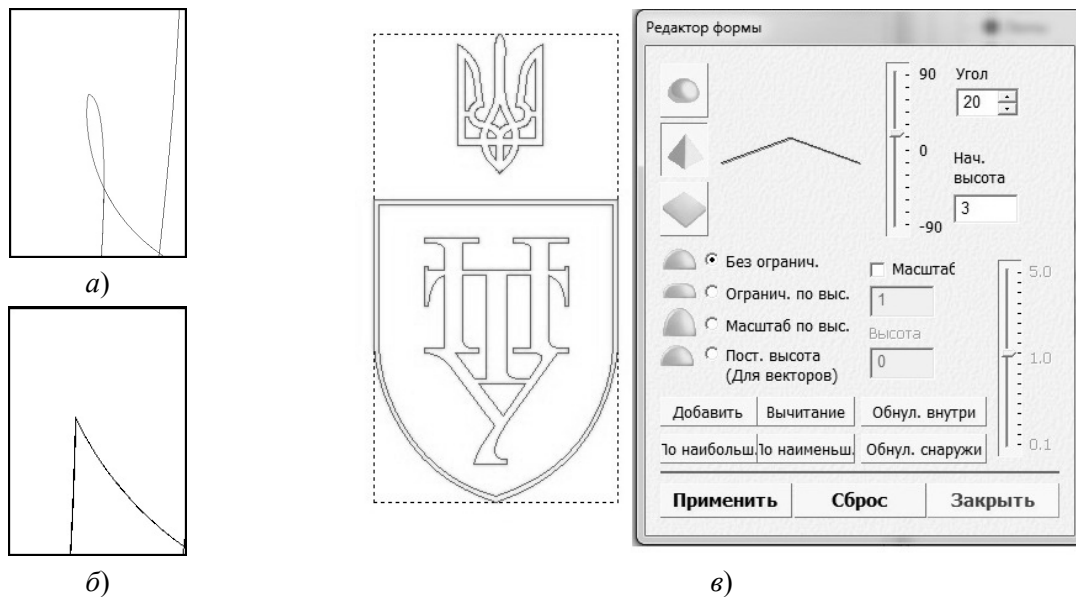 а)
б)
Редактор формы
90
0
-90
Угол
20
Нач.
высота
3
Без огранич.
Огранич. по выс.
Масштаб по выс.
Пост. высота
(Для векторов)
Масштаб
1
Высота
0
5.0
1.0
0.1
Добавить Вычитание Обнул. внутри
По наибольш. По наименьш. Обнул. снаружи
Применить Сброс Закрыть
в)